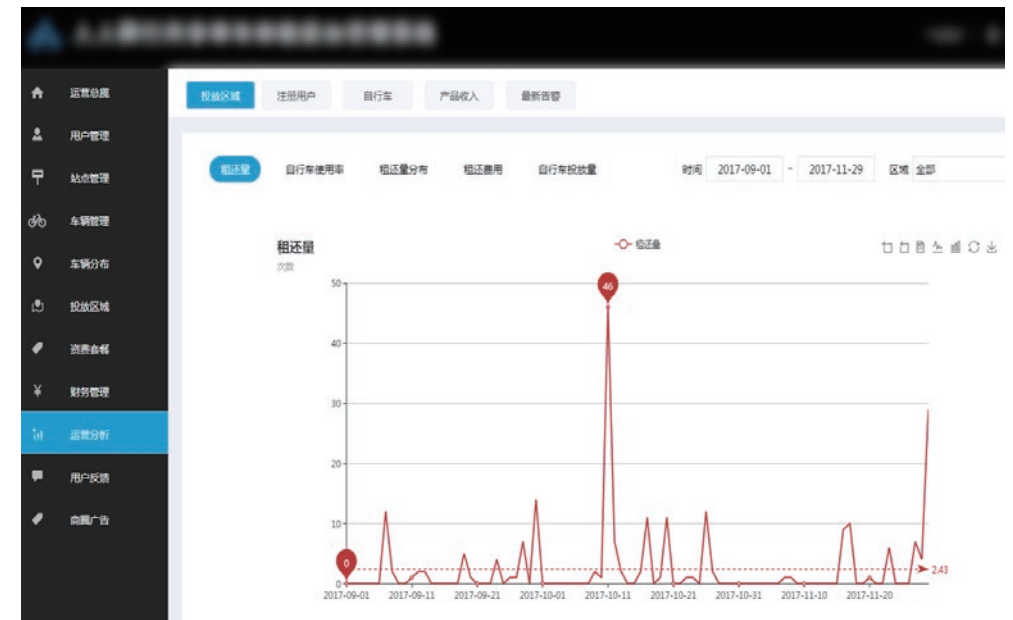 运营总揽
用户管理
站点管理
车辆管理
车辆分布
投放区域
资费套餐
财务管理
运营分析
用户反馈
商圈广告
投放区域 注册用户 自行车 产品收入 最新告警
租还量 自行车使用率 租还量分布 租还费用 自行车投放量 时间 2017-09-01 - 2017-11-29 区域 全部
租还量
次数
租还量
50
40
30
20
10
0
46
0
2.43
2017-09-01 2017-09-11 2017-09-21 2017-10-01 2017-10-11 2017-10-21 2017-10-31 2017-11-10 2017-11-20